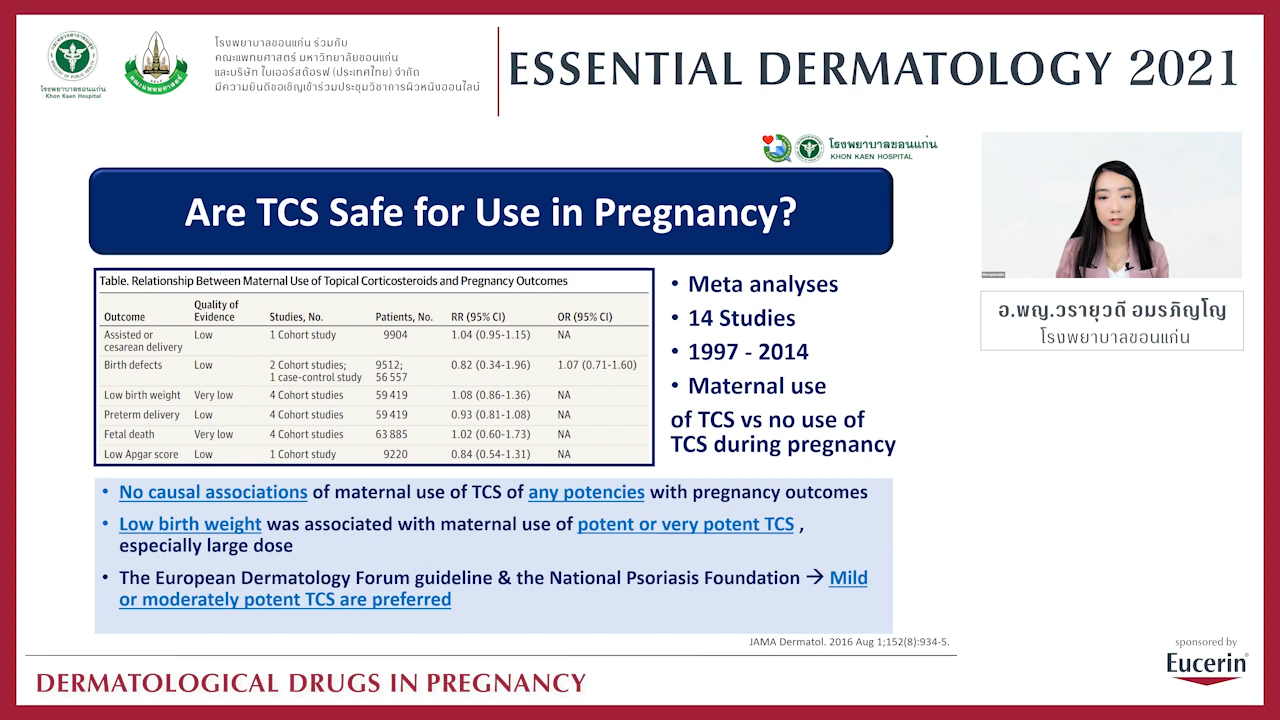 โรงพยาบาลขอนแก่น
Khon Kaen Hospital
โรงพยาบาลขอนแก่น ร่วมกับ
คณะแพทยศาสตร์ มหาวิทยาลัยขอนแก่น
และบริษัท ไบเออร์สด๊อรฟ (ประเทศไทย) จำกัด
มีความยินดีขอเชิญเข้าร่วมประชุมวิชาการผิวหนังออนไลน์
ESSENTIAL DERMATOLOGY 2021
โรงพยาบาลขอนแก่น
KHON KAEN HOSPITAL
Are TCS Safe for Use in Pregnancy?
Table. Relationship Between Maternal Use of Topical Corticosteroids and Pregnancy Outcomes
Outcome Quality of Evidence Studies, No. Patients, No. RR (95% CI) OR (95% CI)
Assisted or cesarean delivery Low 1 Cohort study 9904 1.04 (0.95-1.15) NA
Birth defects Low 2 Cohort studies; 1 case-control study 9512; 56 557 0.82 (0.34-1.96) 1.07 (0.71-1.60)
Low birth weight Very low 4 Cohort studies 59 419 1.08 (0.86-1.36) NA
Preterm delivery Low 4 Cohort studies 59 419 0.93 (0.81-1.08) NA
Fetal death Very low 4 Cohort studies 63 885 1.02 (0.60-1.73) NA
Low Apgar score Low 1 Cohort study 9220 0.84 (0.54-1.31) NA
• Meta analyses
• 14 Studies
• 1997 - 2014
• Maternal use
of TCS vs no use of
TCS during pregnancy
• No causal associations of maternal use of TCS of any potencies with pregnancy outcomes
• Low birth weight was associated with maternal use of potent or very potent TCS ,
especially large dose
• The European Dermatology Forum guideline & the National Psoriasis Foundation → Mild
or moderately potent TCS are preferred
JAMA Dermatol. 2016 Aug 1;152(8):934-5.
อ.พญ.วรายุวดี อมรภิญโญ
โรงพยาบาลขอนแก่น
DERMATOLOGICAL DRUGS IN PREGNANCY
sponsored by
Eucerin®